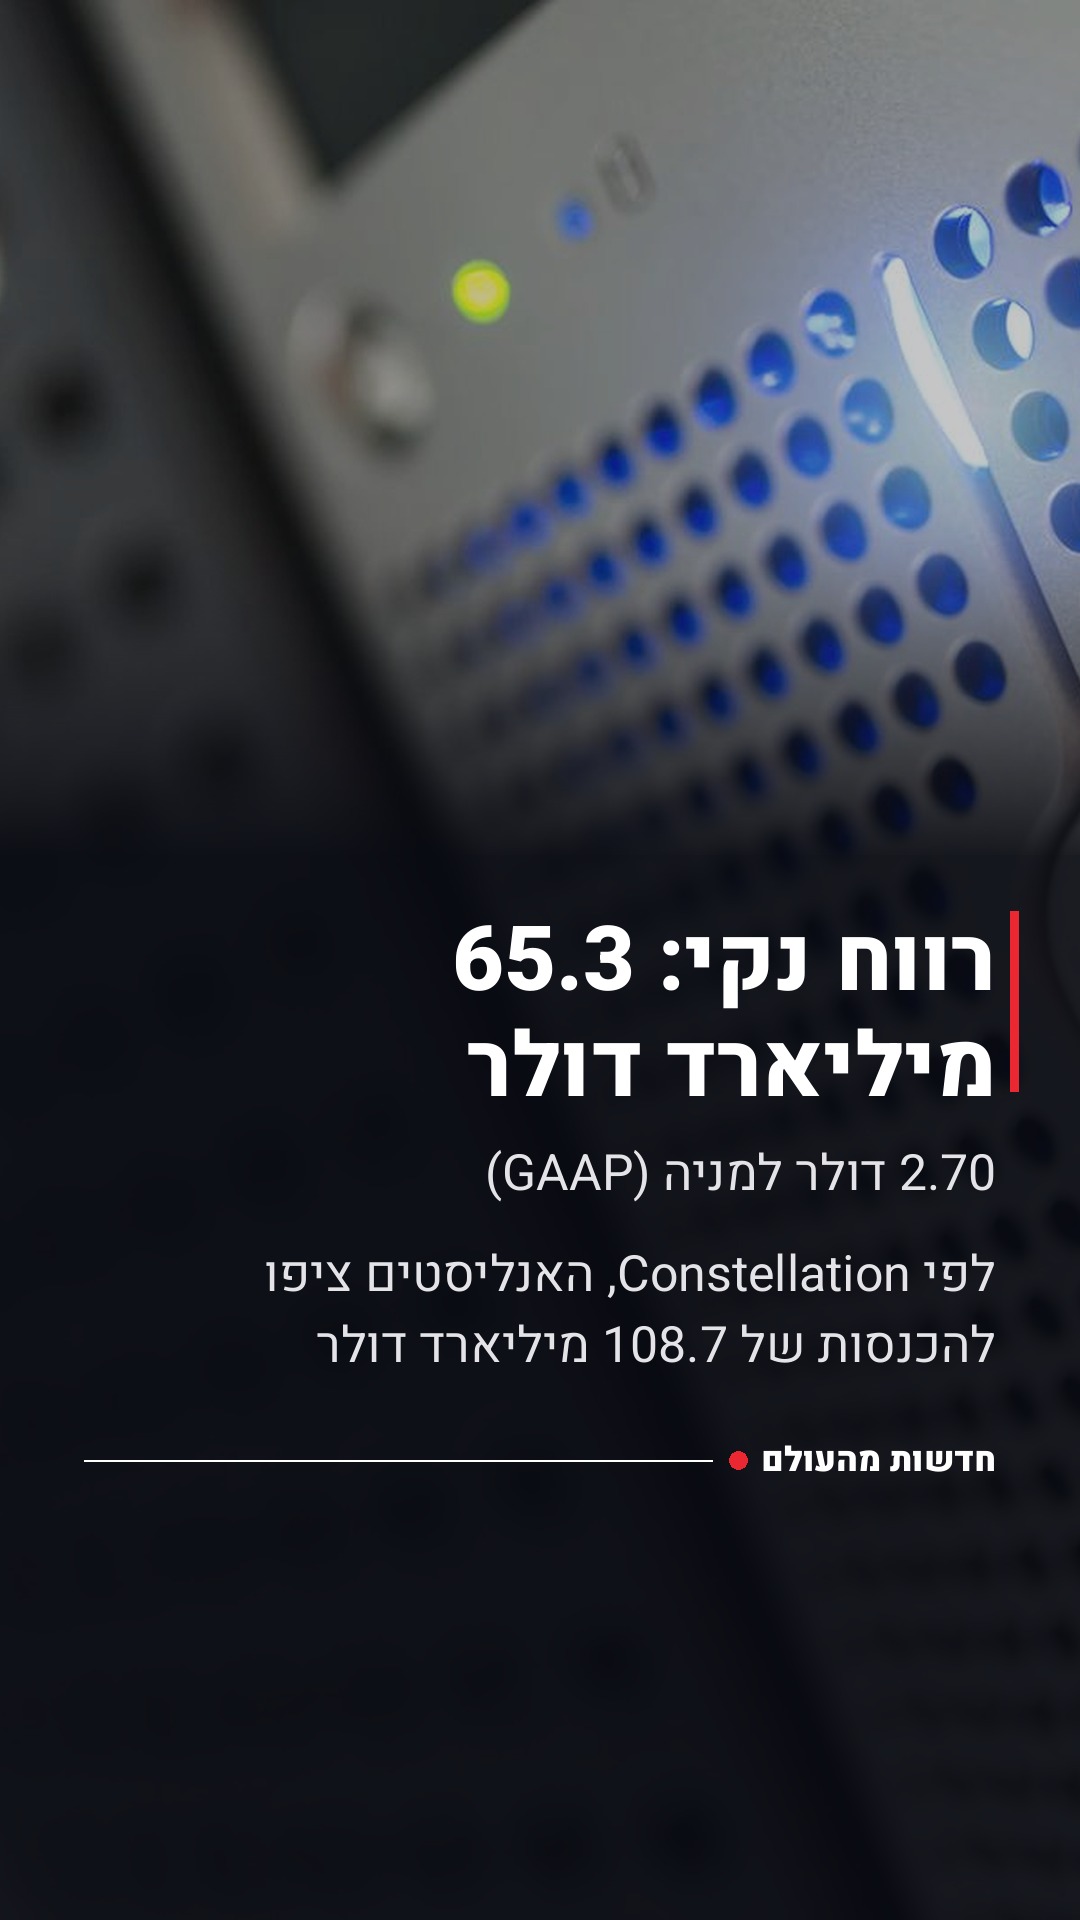 רווח נקי: 65.3
מיליארד דולר
2.70 דולר למניה (GAAP)
לפי Constellation, האנליסטים ציפו
להכנסות של 108.7 מיליארד דולר
חדשות מהעולם